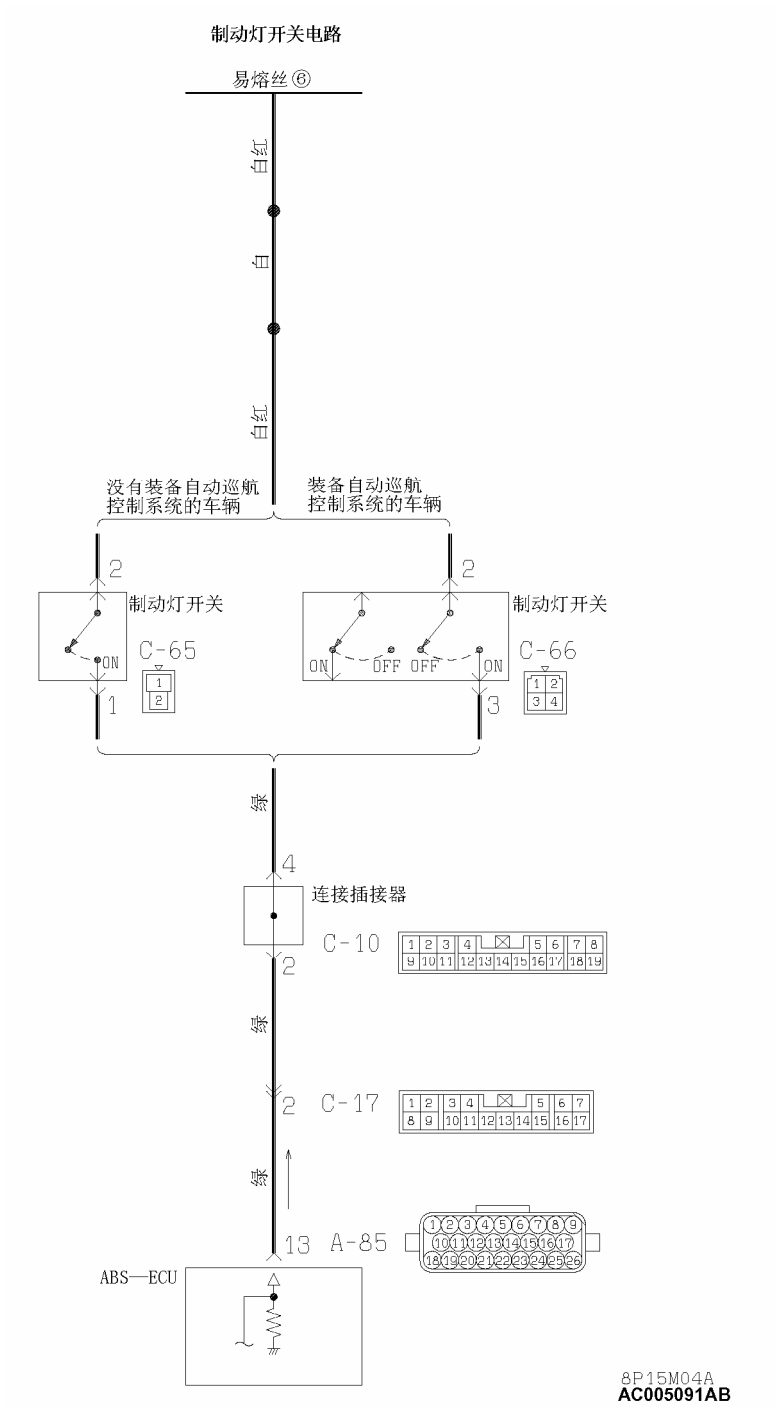 制动灯开关电路
易熔丝⑥
白红
白
白红
没有装备自动巡航
控制系统的车辆
装备自动巡航
控制系统的车辆
2
2
制动灯开关
制动灯开关
ON
ON
OFF
OFF
ON
C-65
1
2
C-66
1 2
3 4
1
3
绿
4
连接插接器
C-10
1 2 3 4 5 6 7 8
9 10 11 12 13 14 15 16 17 18 19
2
绿
2
C-17
1 2 3 4 5 6 7
8 9 10 11 12 13 14 15 16 17
绿
13
A-85
1 2 3 4 5 6 7 8 9
10 11 12 13 14 15 16 17
18 19 20 21 22 23 24 25 26
ABS—ECU
8P15M04A
AC005091AB